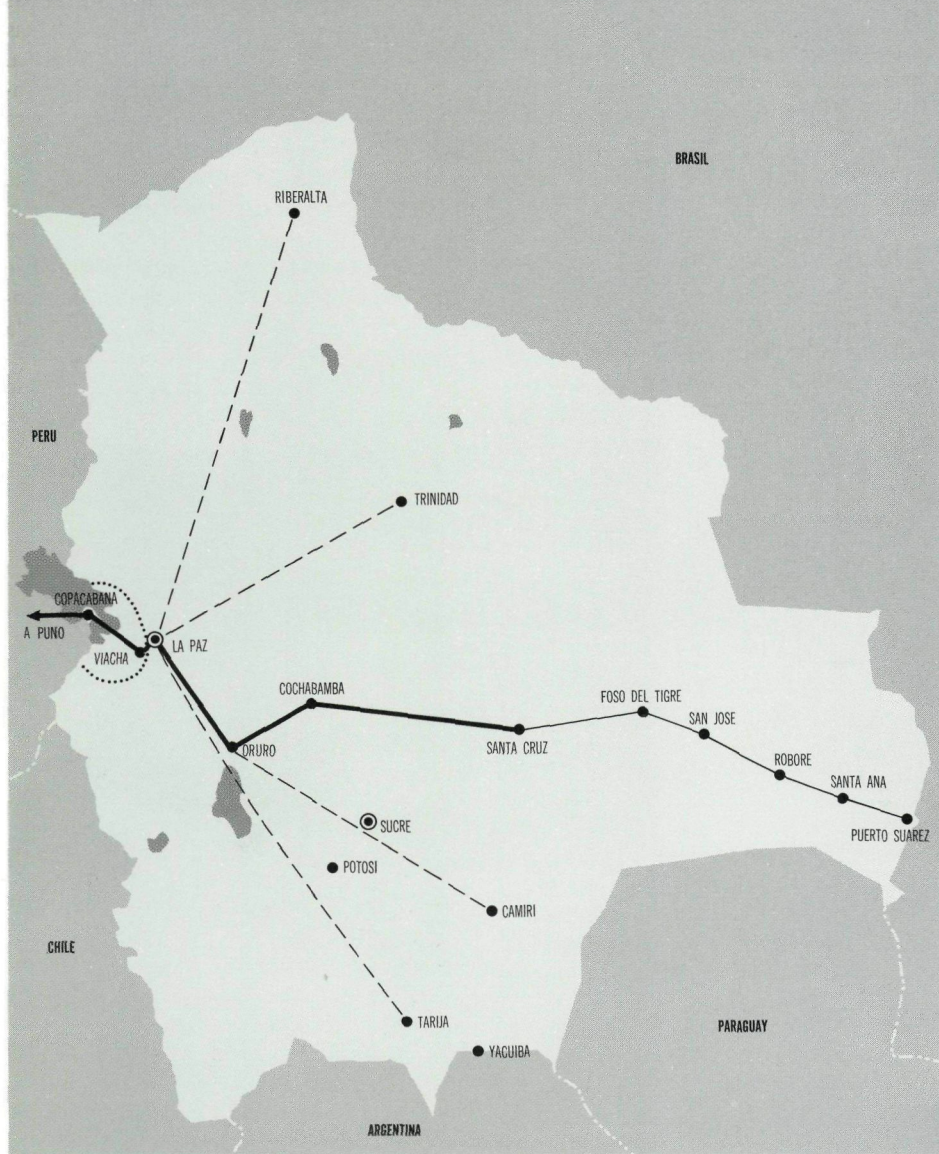 BRASIL
RIBERALTA
PERU
TRINIDAD
COPACABANA
A PUNO
VIACHA
LA PAZ
COCHABAMBA
FOSO DEL TIGRE
SAN JOSE
ORURO
SANTA CRUZ
ROBORE
SANTA ANA
PUERTO SUAREZ
SUCRE
POTOSI
CAMIRI
CHILE
TARIJA
PARAGUAY
YACUIBA
ARGENTINA